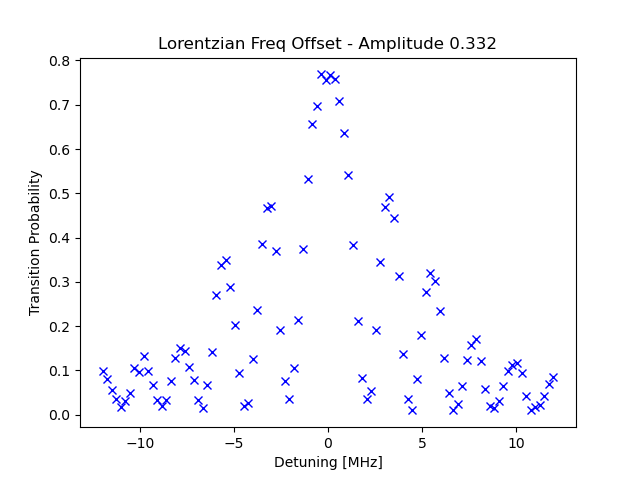 Lorentzian Freq Offset - Amplitude 0.332
Transition Probability
0.8
0.7
0.6
0.5
0.4
0.3
0.2
0.1
0.0
−10 −5 0 5 10
Detuning [MHz]